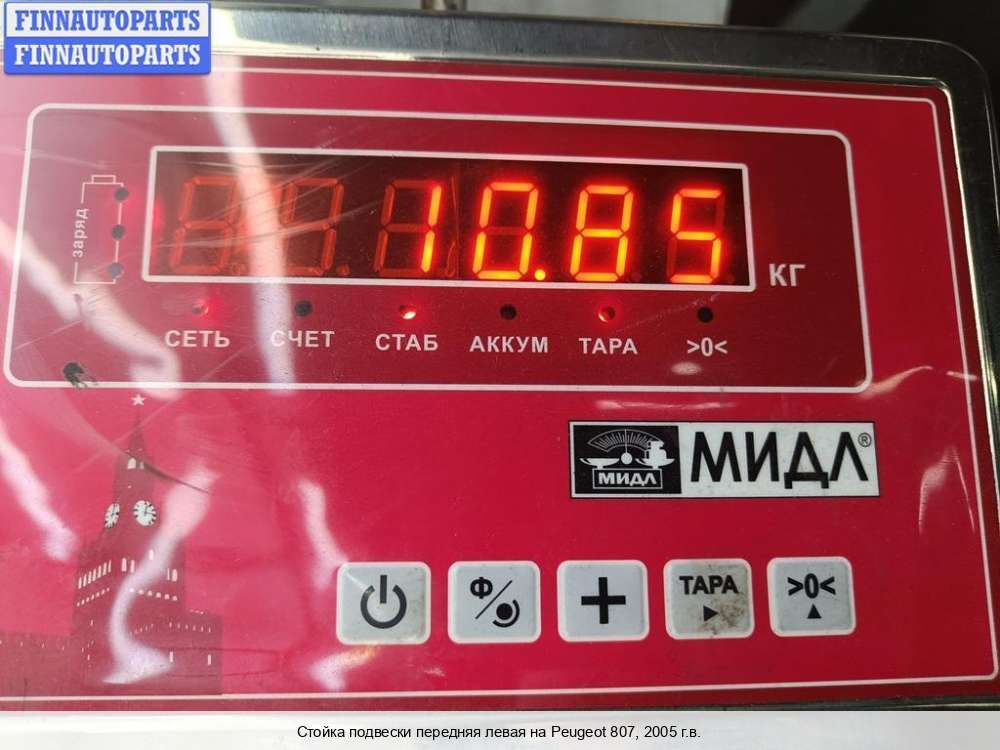 FINNAUTOPARTS
FINNAUTOPARTS
заряд
10.85
КГ
СЕТЬ СЧЕТ СТАБ АККУМ ТАРА >0<
МИДЛ МИДЛ®
Ф ТАРА >0<
Стойка подвески передняя левая на Peugeot 807, 2005 г.в.